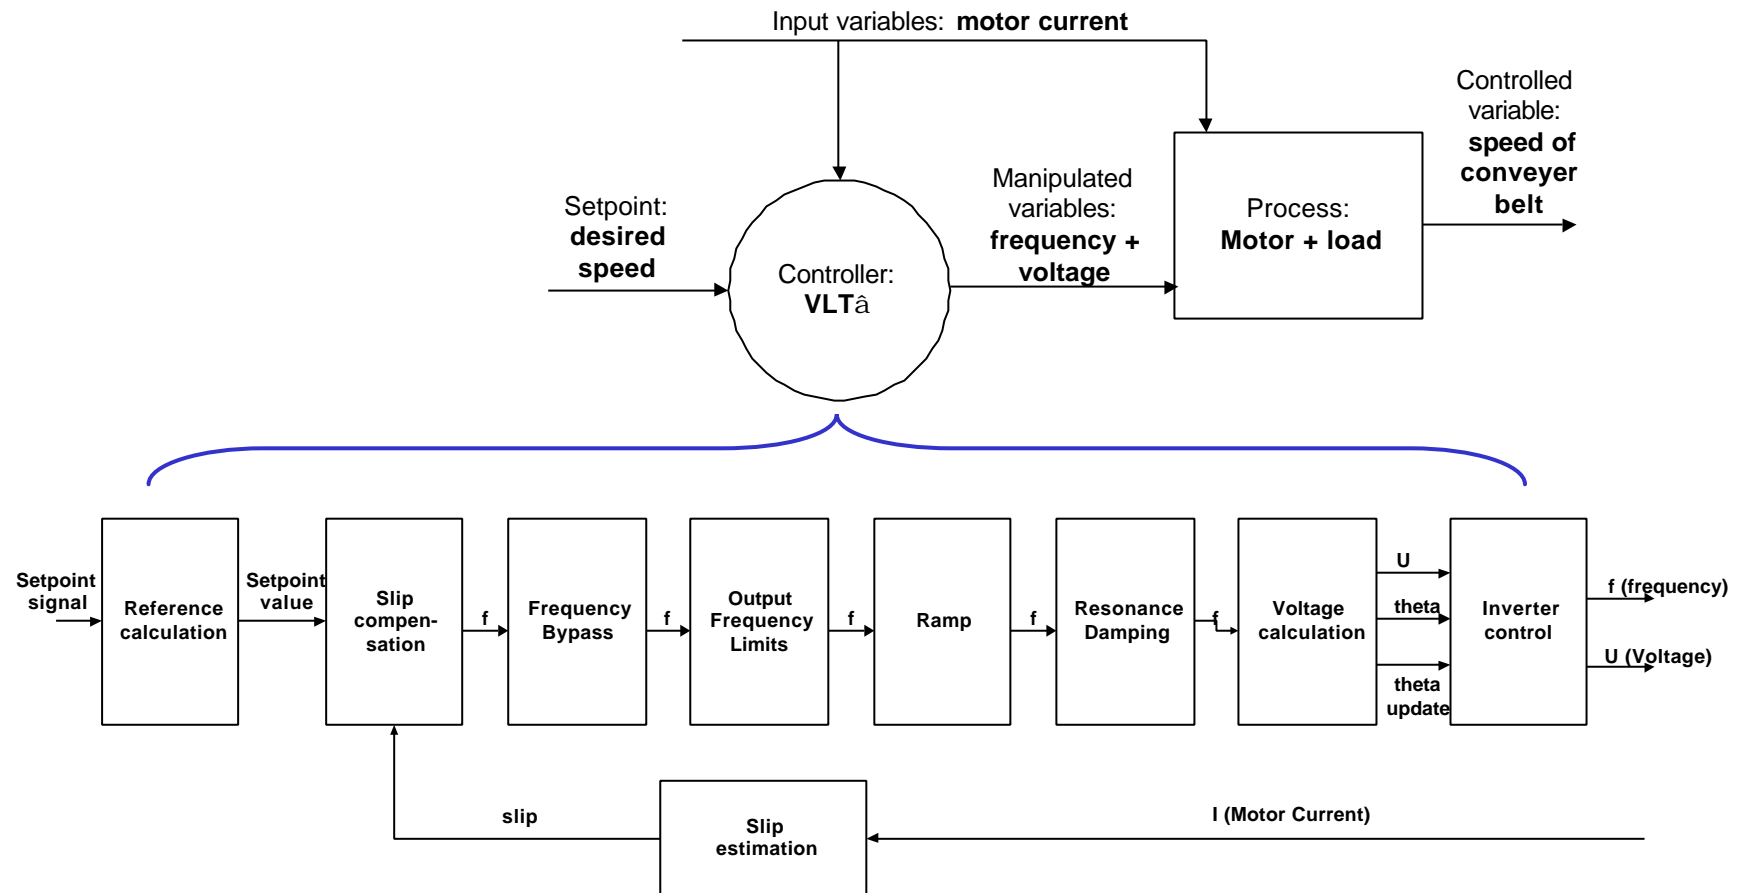 Input variables: motor current
Controlled
variable:
speed of
conveyer
belt
Manipulated
variables:
frequency +
voltage
Setpoint:
desired
speed
Process:
Motor + load
Controller:
VLTâ
Setpoint
signal
Reference
calculation
Setpoint
value
Slip
compen-
sation
f
Frequency
Bypass
f
Output
Frequency
Limits
f
Ramp
f
Resonance
Damping
f
Voltage
calculation
U
theta
theta
update
Inverter
control
f (frequency)
U (Voltage)
slip
Slip
estimation
I (Motor Current)